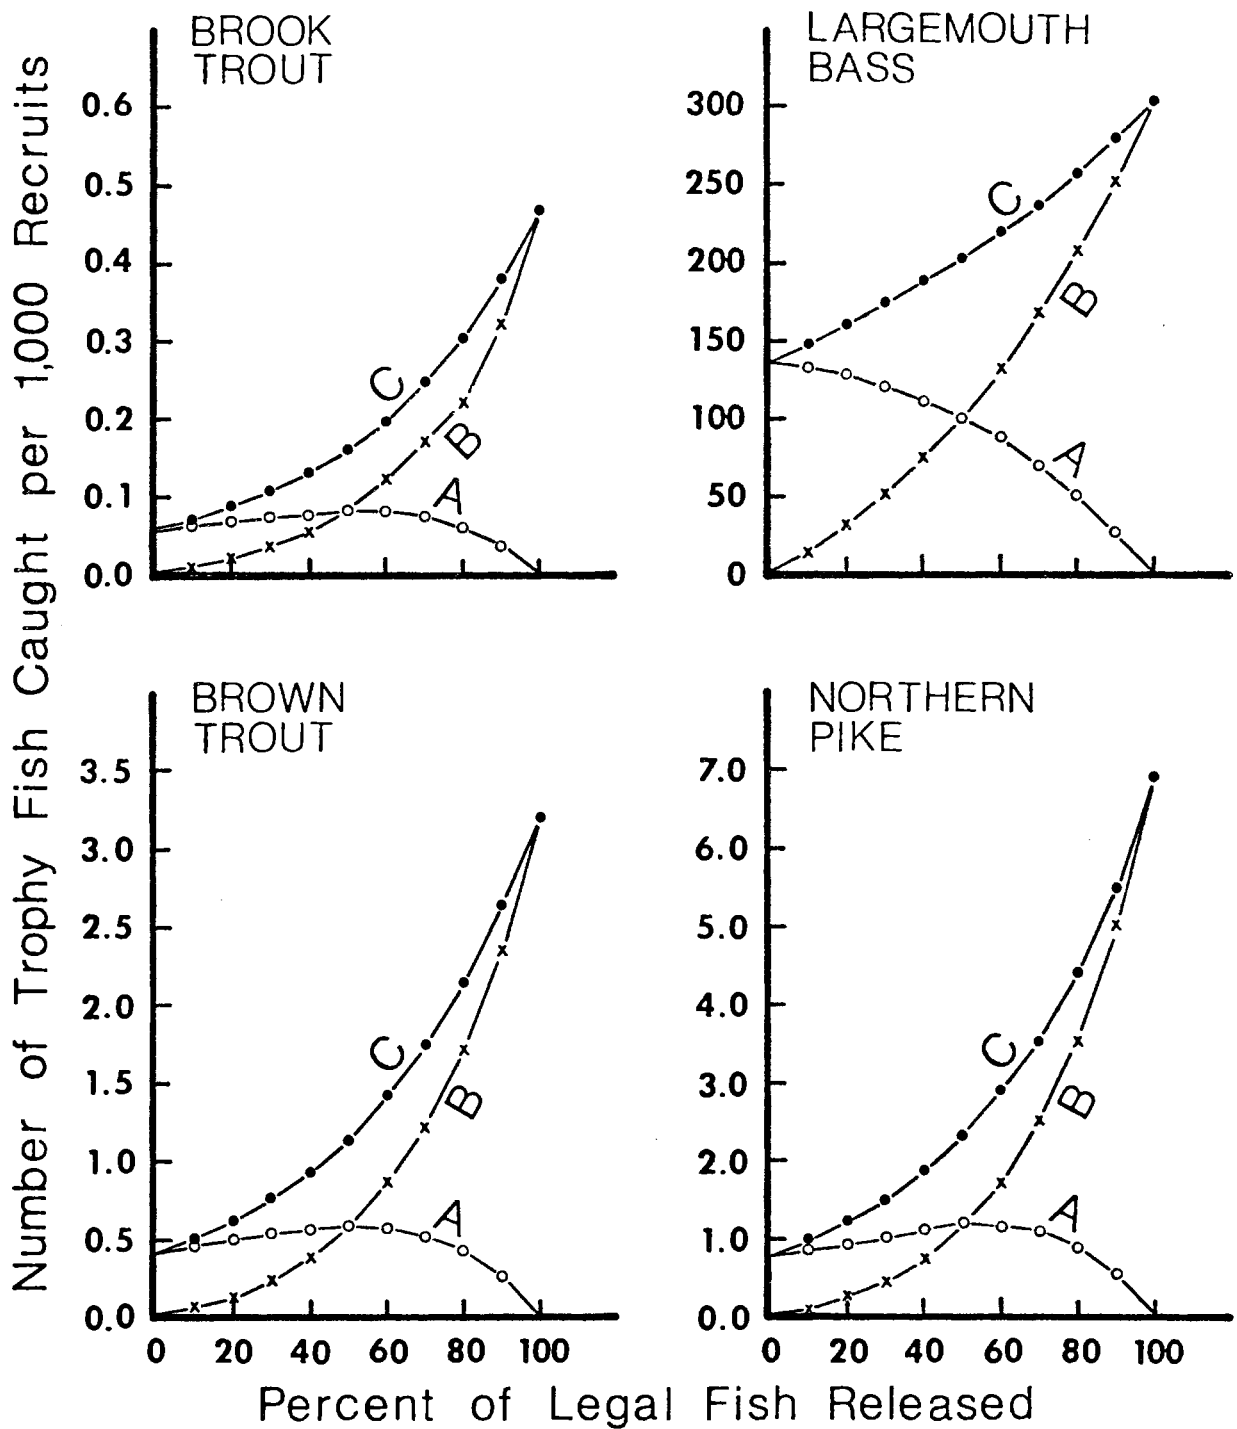 Number of Trophy Fish Caught per 1,000 Recruits
BROOK
TROUT
0.6
0.5
0.4
0.3
0.2
0.1
0.0
C
B
A
LARGEMOUTH
BASS
300
250
200
150
100
50
0
C
B
A
BROWN
TROUT
3.5
3.0
2.5
2.0
1.5
1.0
0.5
0.0
C
B
A
0 20 40 60 80 100
NORTHERN
PIKE
7.0
6.0
5.0
4.0
3.0
2.0
1.0
0.0
C
B
A
0 20 40 60 80 100
Percent of Legal Fish Released